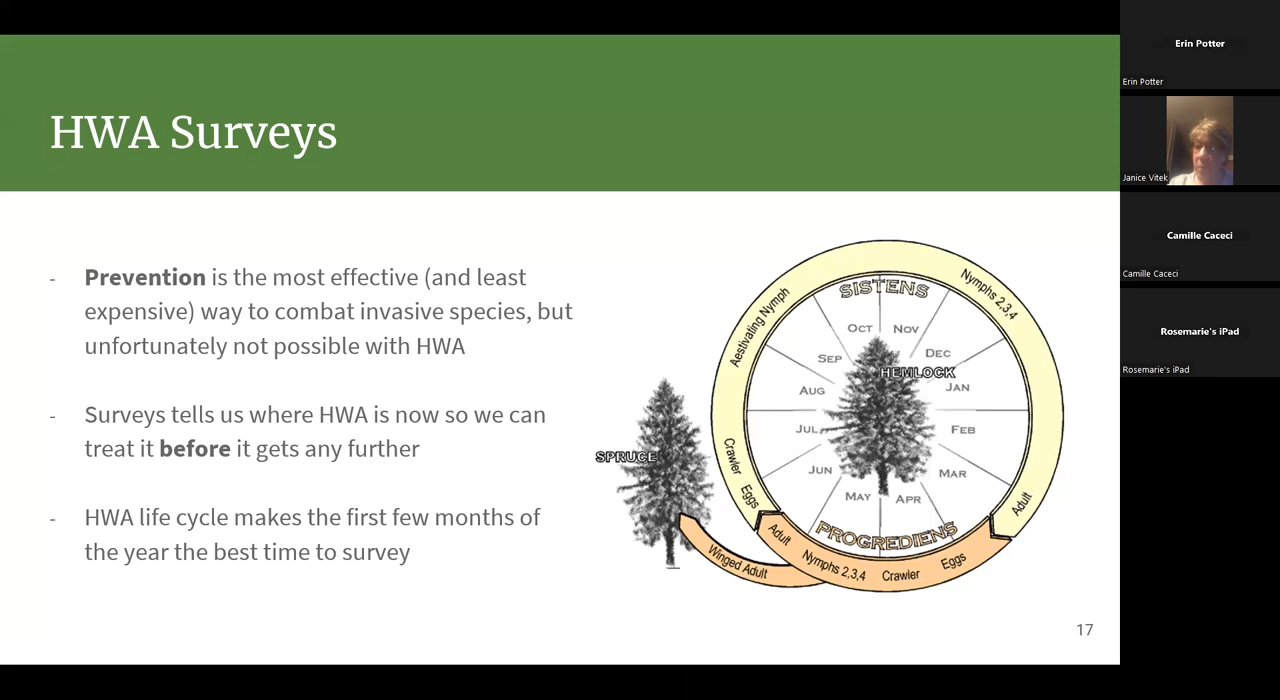 HWA Surveys
- Prevention is the most effective (and least
expensive) way to combat invasive species, but
unfortunately not possible with HWA
- Surveys tells us where HWA is now so we can
treat it before it gets any further
- HWA life cycle makes the first few months of
the year the best time to survey
SISTENS
Nymphs 2,3,4
Aestivating Nymph
OCT
NOV
SEP
DEC
HEMLOCK
AUG
JAN
JUL
FEB
SPRUCE
Crawler
JUN
MAR
Eggs
MAY
APR
Adult
PROGREDIENS
Adult
Nymphs 2,3,4
Crawler
Eggs
Winged Adult
17
Erin Potter
Erin Potter
Janice Vitek
Camille Caceci
Camille Caceci
Rosemarie's iPad
Rosemarie's iPad